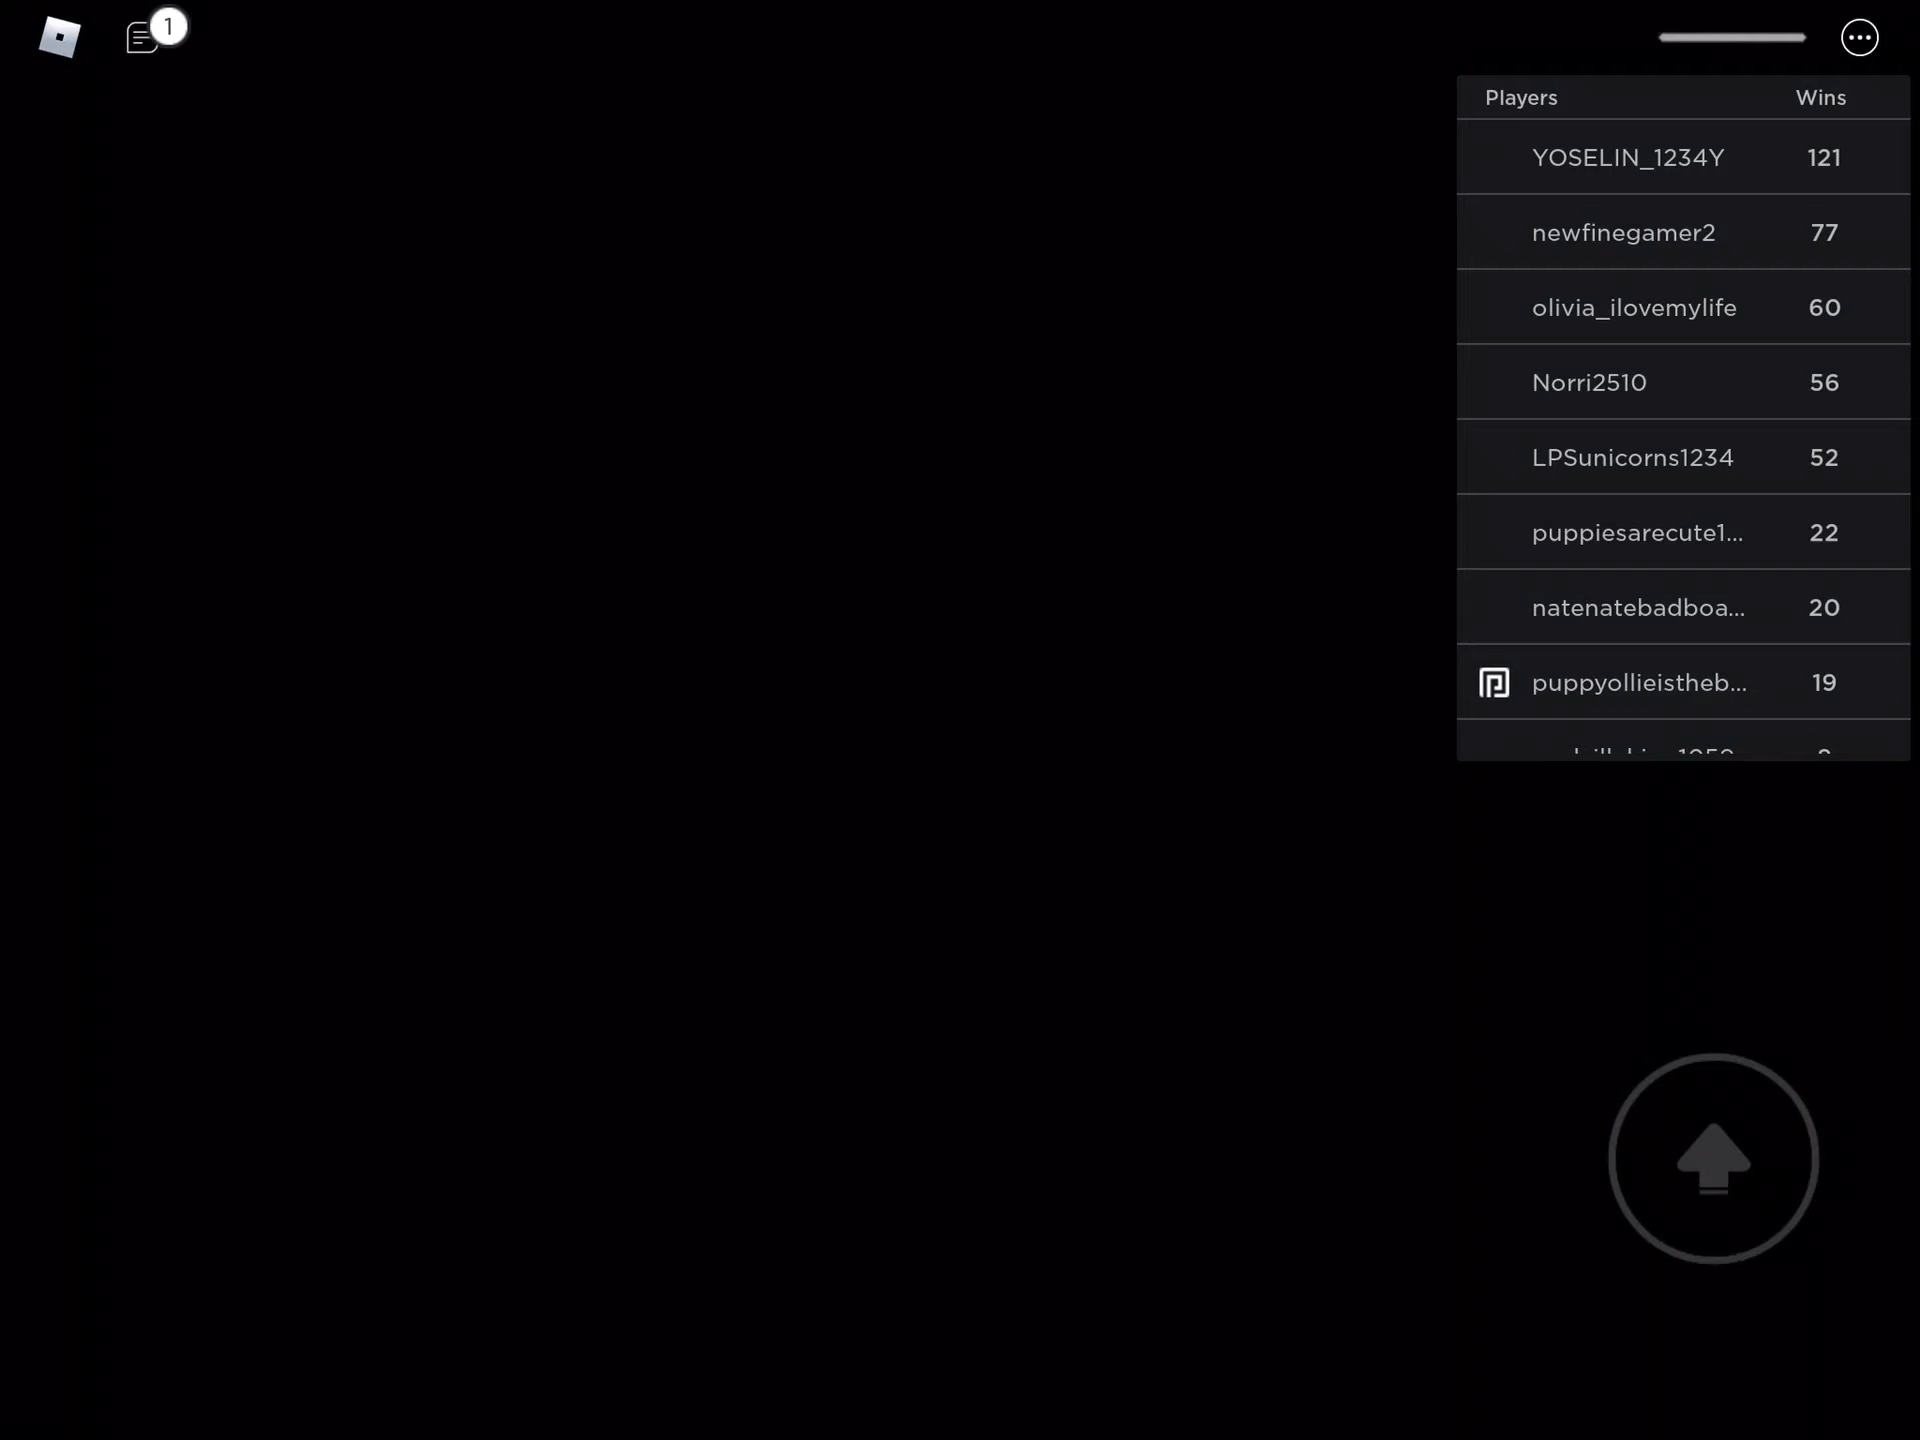 1
Players Wins
YOSELIN_1234Y 121
newfinegamer2 77
olivia_ilovemylife 60
Norri2510 56
LPSunicorns1234 52
puppiesarecute1... 22
natenatebadboa... 20
puppyollieistheb... 19